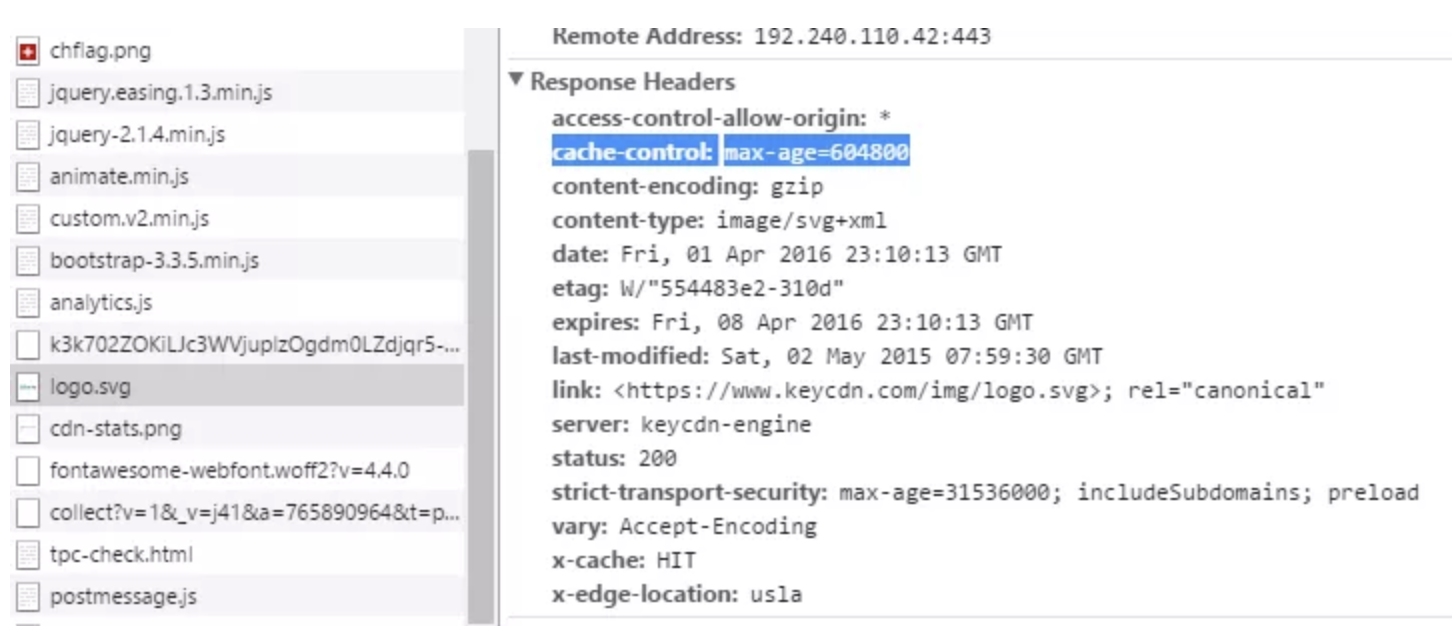 chflag.png
jquery.easing.1.3.min.js
jquery-2.1.4.min.js
animate.min.js
custom.v2.min.js
bootstrap-3.3.5.min.js
analytics.js
k3k702ZOKiLJc3WVjuplzOgdm0LZdjqr5-...
logo.svg
cdn-stats.png
fontawesome-webfont.woff2?v=4.4.0
collect?v=1&_v=j41&a=765890964&t=p...
tpc-check.html
postmessage.js
Remote Address: 192.240.110.42:443
Response Headers
access-control-allow-origin: *
cache-control: max-age=604800
content-encoding: gzip
content-type: image/svg+xml
date: Fri, 01 Apr 2016 23:10:13 GMT
etag: W/"554483e2-310d"
expires: Fri, 08 Apr 2016 23:10:13 GMT
last-modified: Sat, 02 May 2015 07:59:30 GMT
link: <https://www.keycdn.com/img/logo.svg>; rel="canonical"
server: keycdn-engine
status: 200
strict-transport-security: max-age=31536000; includeSubdomains; preload
vary: Accept-Encoding
x-cache: HIT
x-edge-location: usla